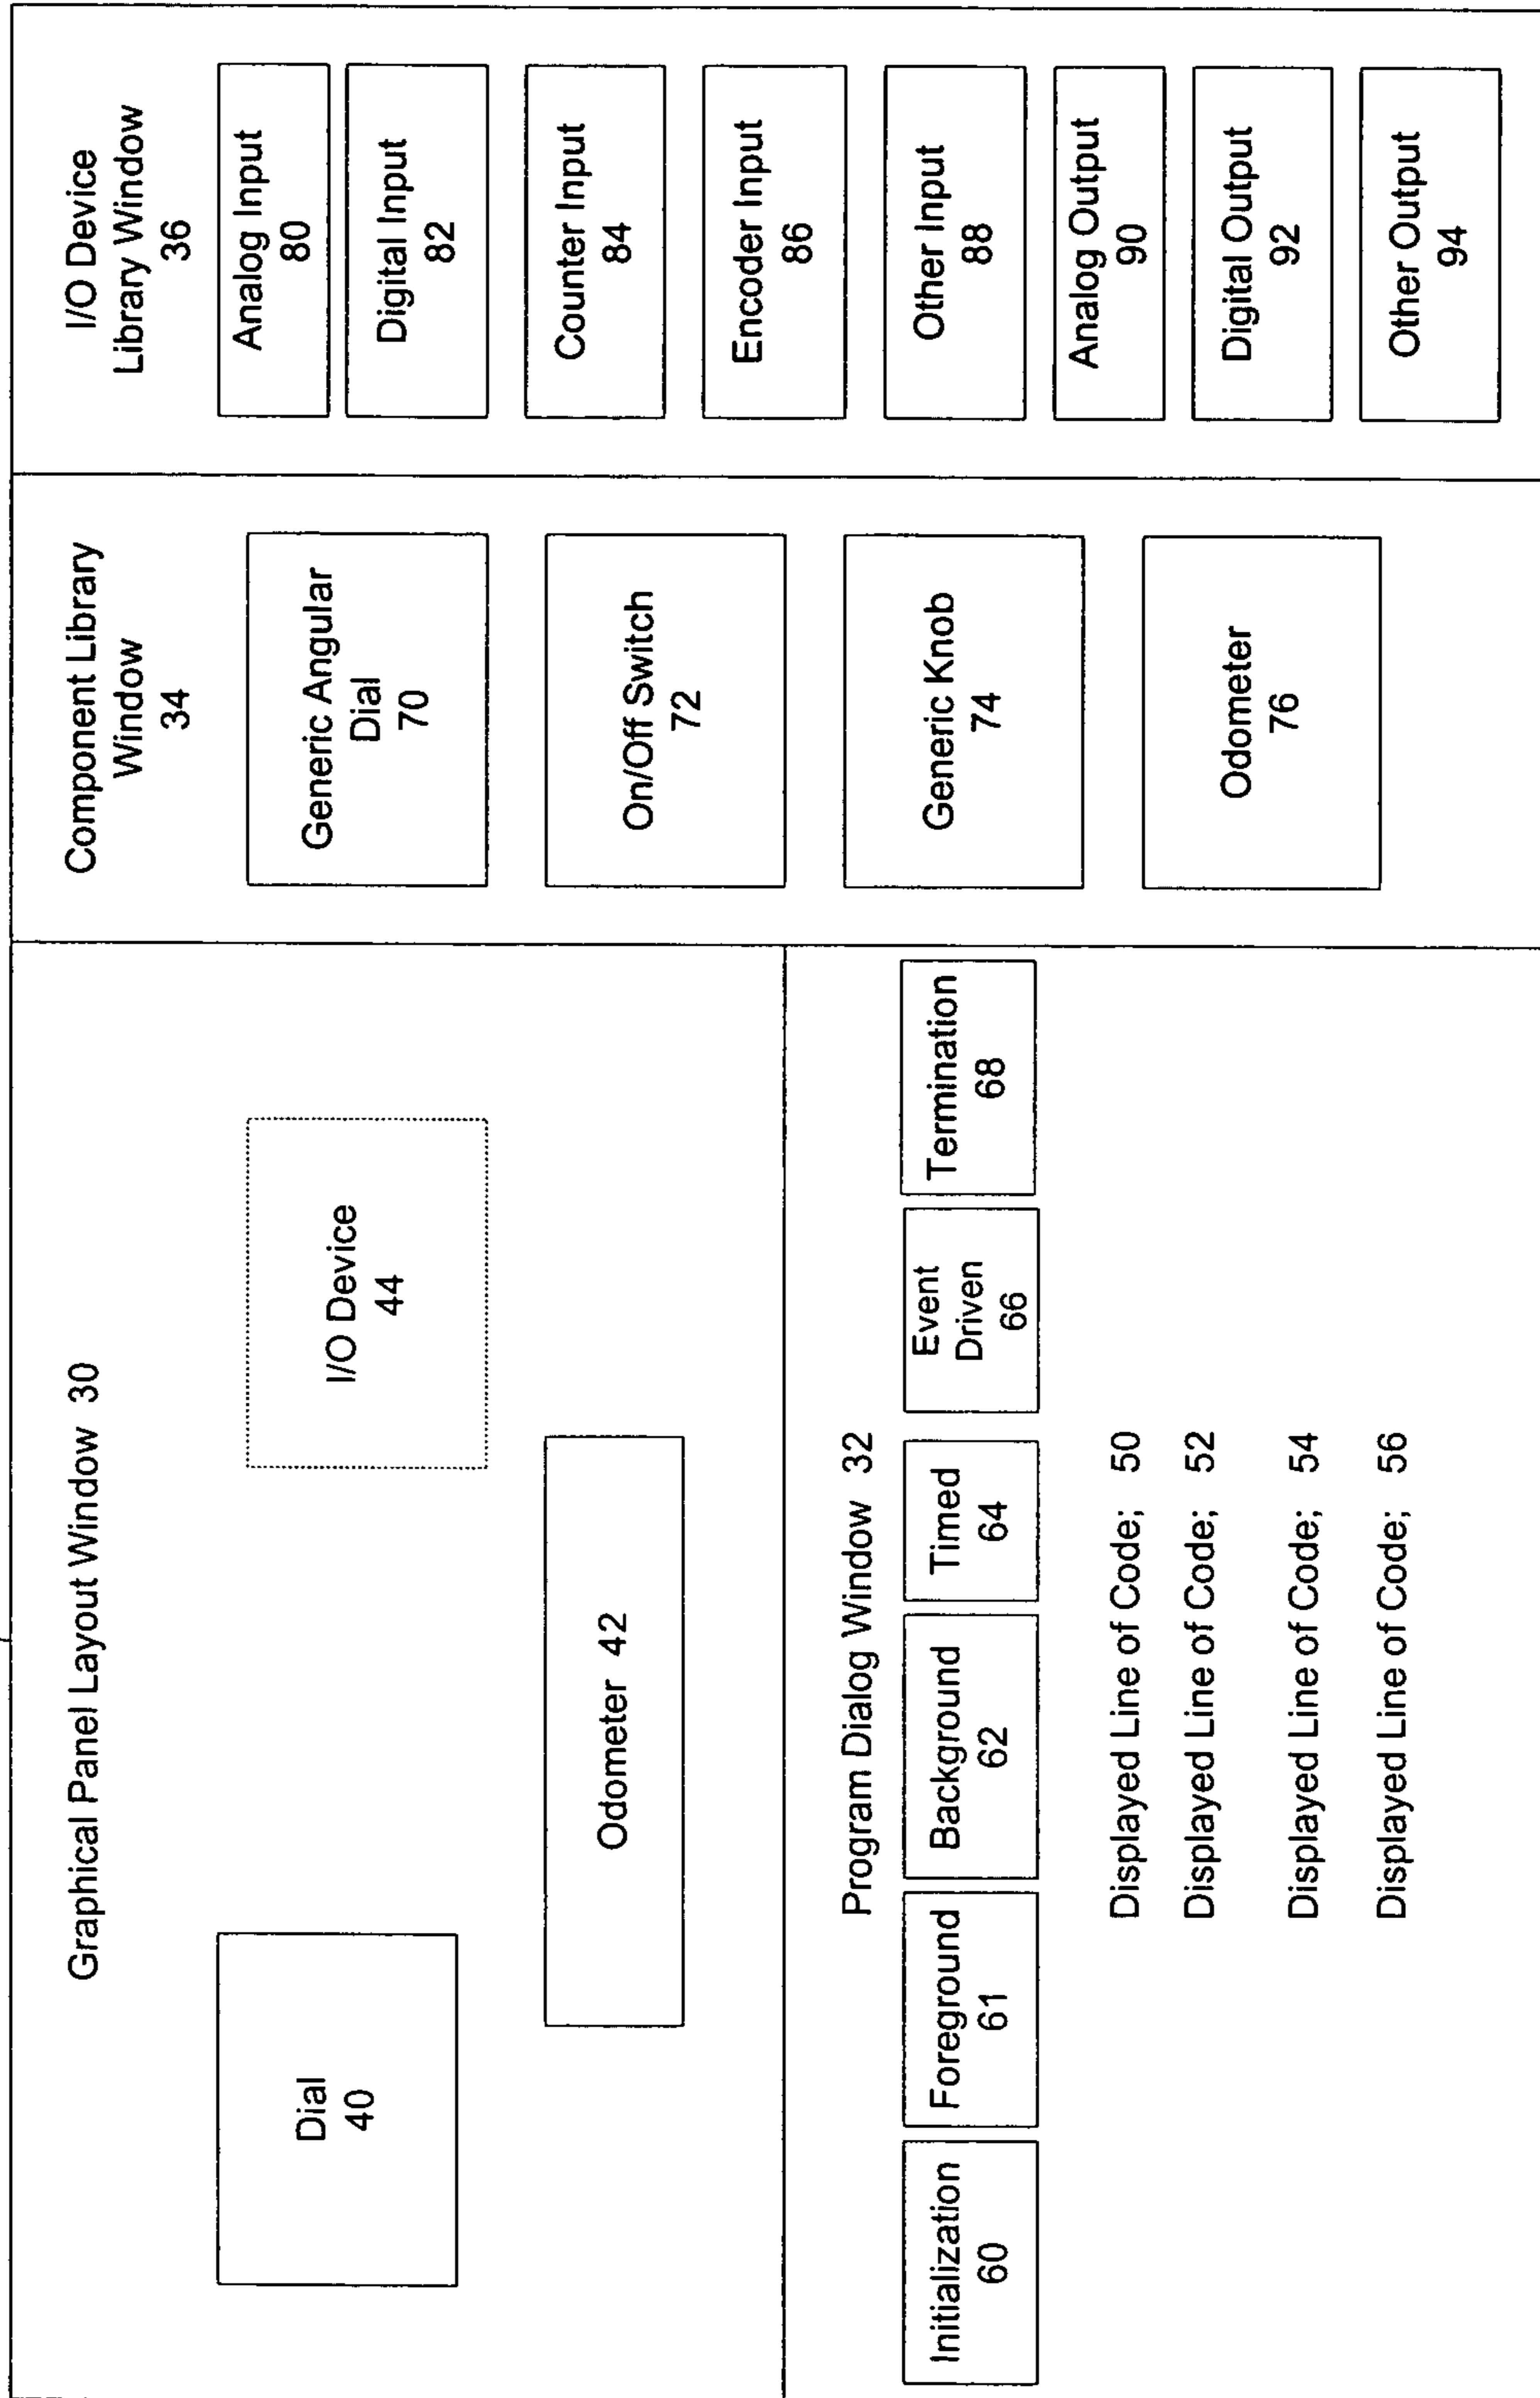 Graphical Panel Layout Window 30
Dial
40
I/O Device
44
Odometer 42
Program Dialog Window 32
Initialization
60
Foreground
61
Background
62
Timed
64
Event
Driven
66
Termination
68
Displayed Line of Code; 50
Displayed Line of Code; 52
Displayed Line of Code; 54
Displayed Line of Code; 56
Component Library
Window
34
Generic Angular
Dial
70
On/Off Switch
72
Generic Knob
74
Odometer
76
I/O Device
Library Window
36
Analog Input
80
Digital Input
82
Counter Input
84
Encoder Input
86
Other Input
88
Analog Output
90
Digital Output
92
Other Output
94